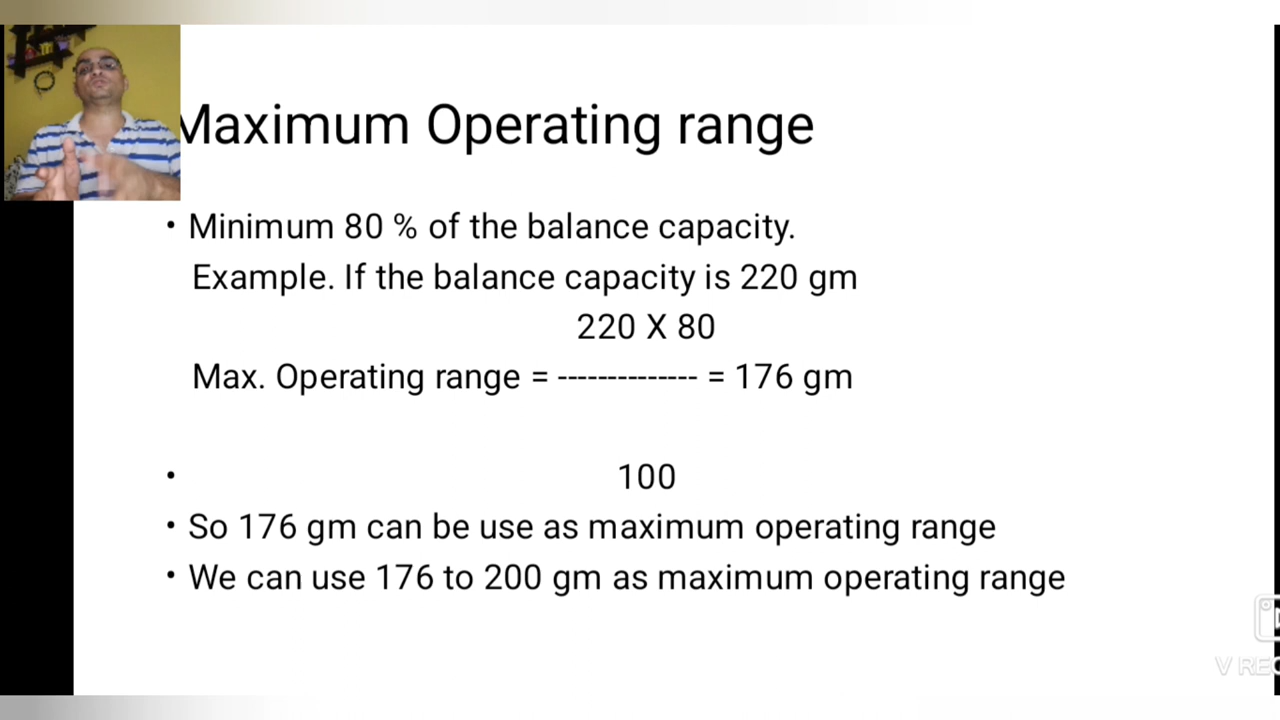 Maximum Operating range
• Minimum 80 % of the balance capacity.
Example. If the balance capacity is 220 gm
220 X 80
Max. Operating range = -------------- = 176 gm
• 100
• So 176 gm can be use as maximum operating range
• We can use 176 to 200 gm as maximum operating range
V REC